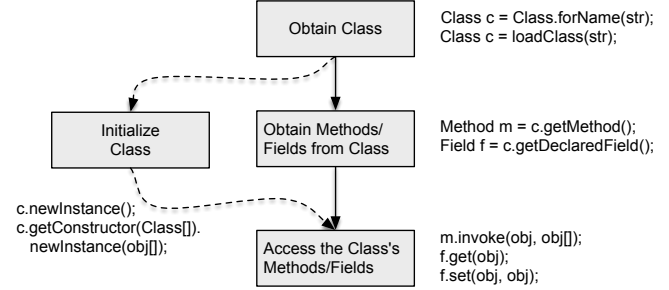 Obtain Class
Class c = Class.forName(str);
Class c = loadClass(str);
Initialize
Class
Obtain Methods/
Fields from Class
Method m = c.getMethod();
Field f = c.getDeclaredField();
c.newInstance();
c.getConstructor(Class[]).
newInstance(obj[]);
Access the Class's
Methods/Fields
m.invoke(obj, obj[]);
f.get(obj);
f.set(obj, obj);